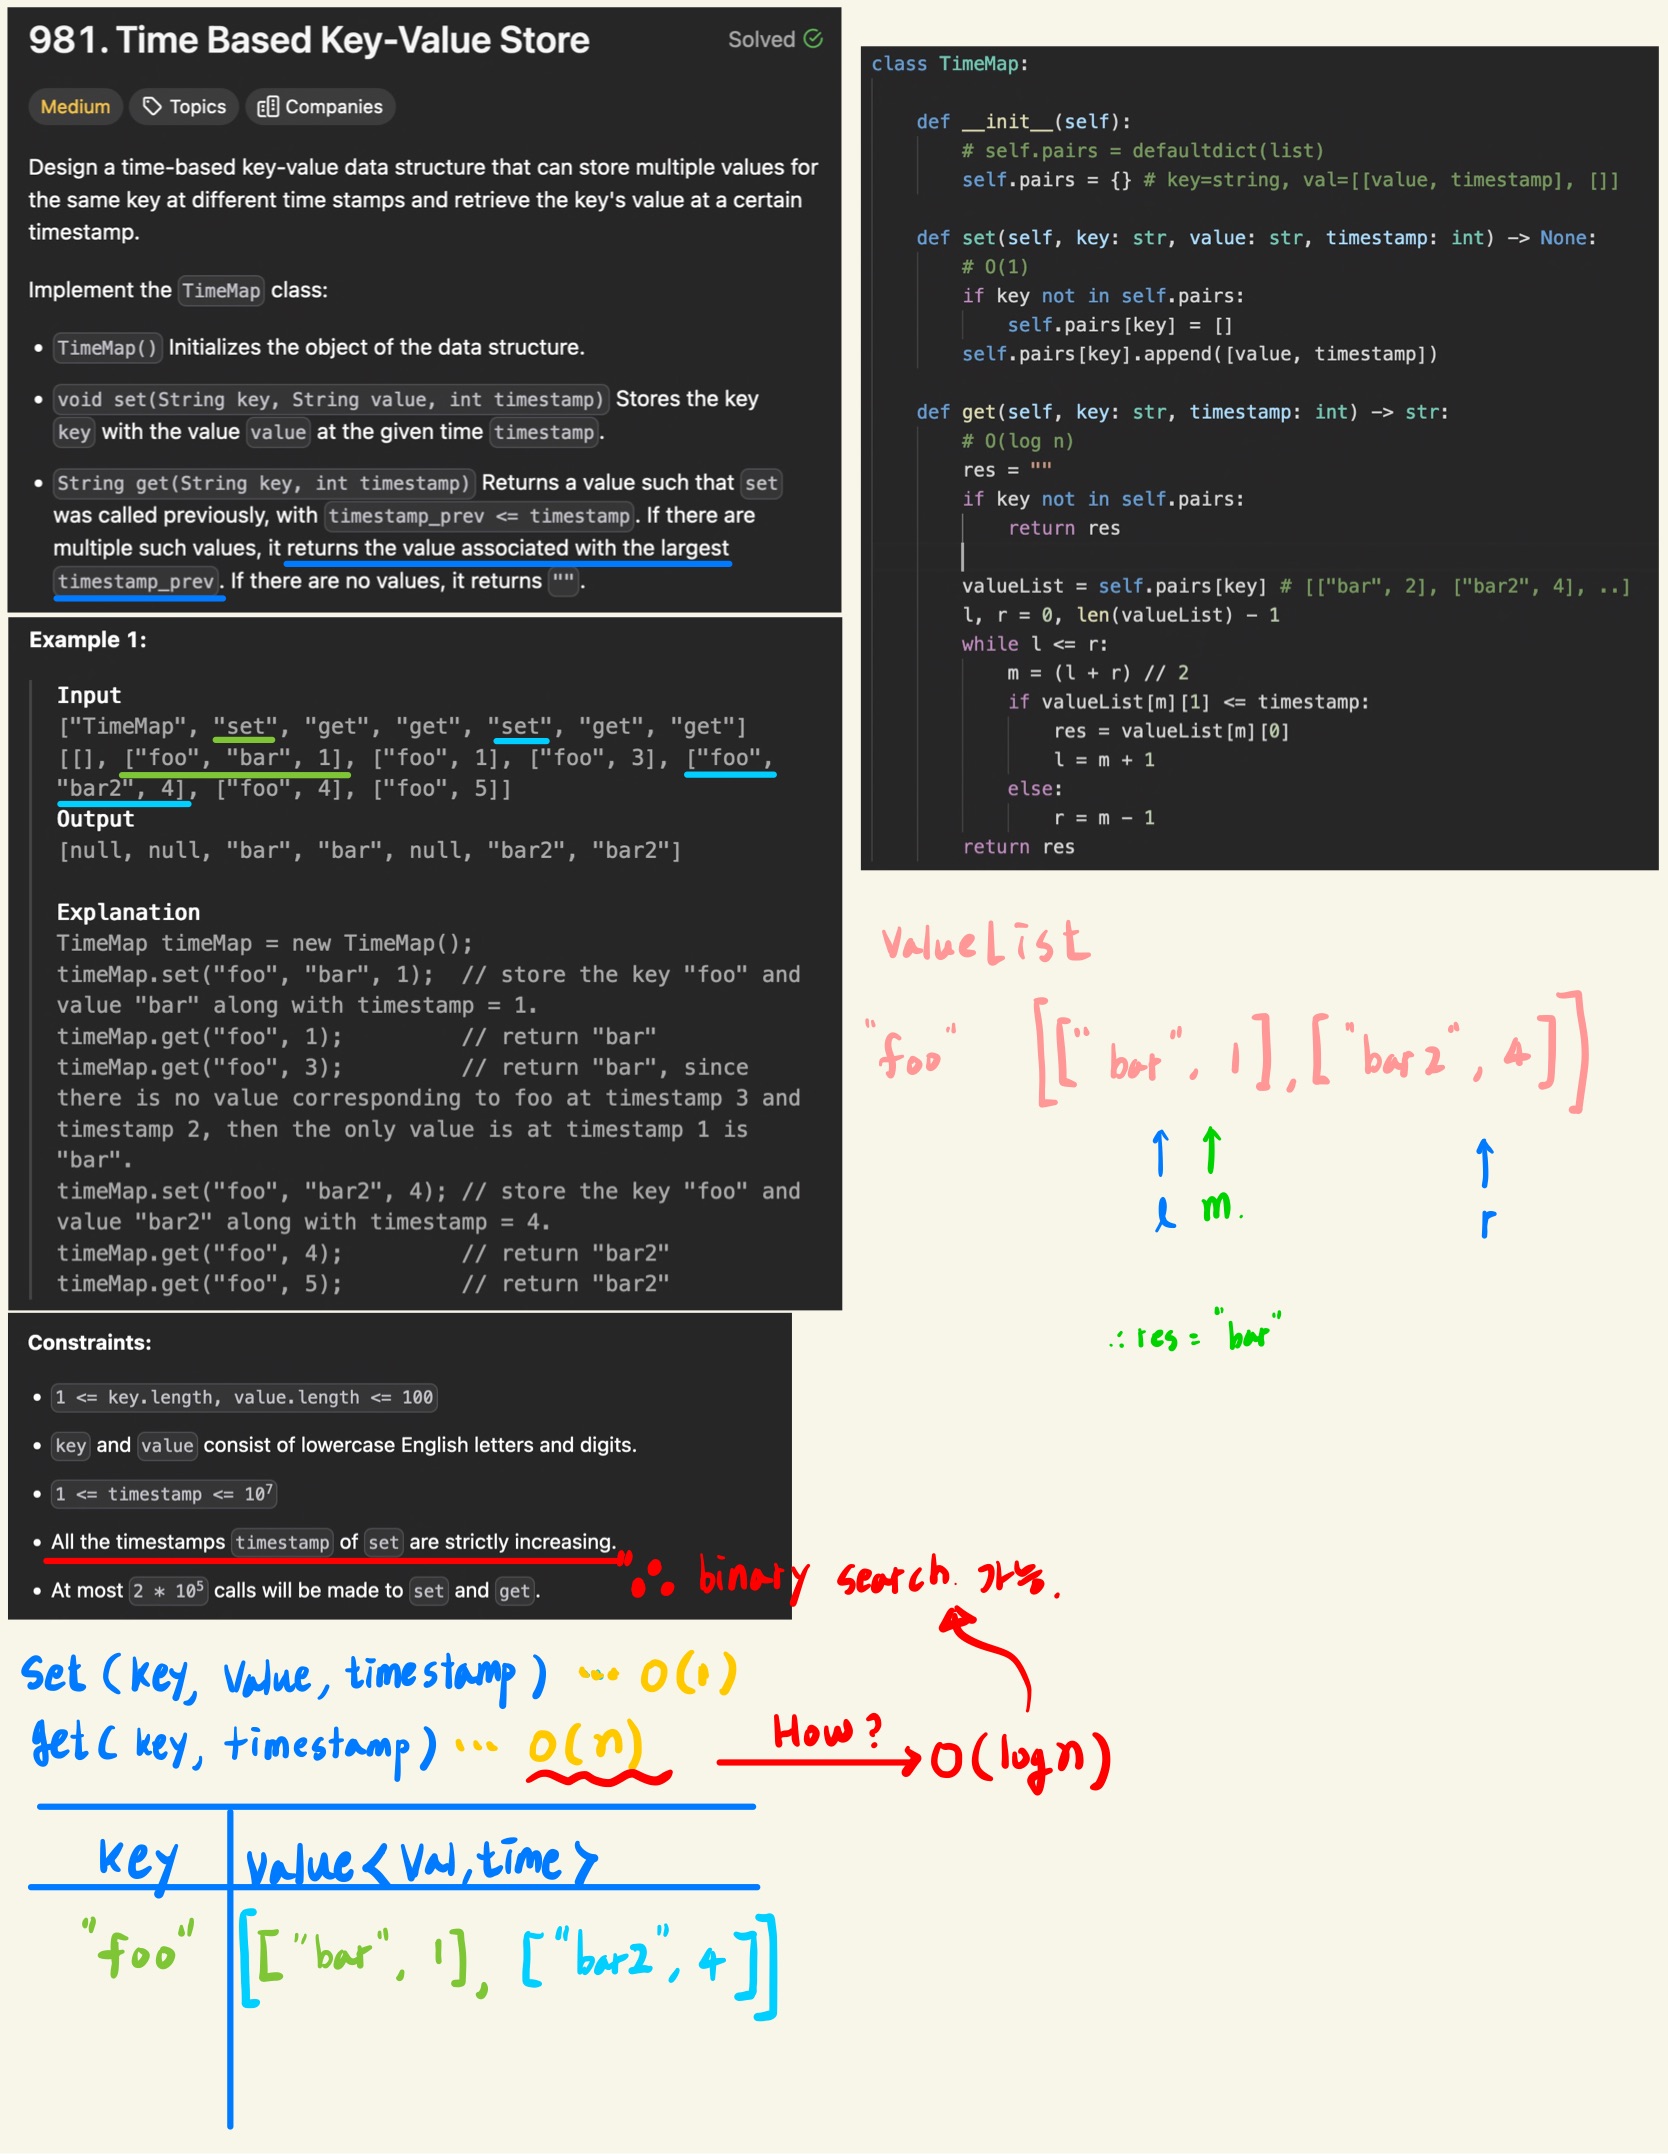 981. Time Based Key-Value Store
Solved
Medium
Topics
Companies
Design a time-based key-value data structure that can store multiple values for
the same key at different time stamps and retrieve the key's value at a certain
timestamp.
Implement the TimeMap class:
• TimeMap() Initializes the object of the data structure.
• void set(String key, String value, int timestamp) Stores the key
key with the value value at the given time timestamp.
• String get(String key, int timestamp) Returns a value such that set
was called previously, with timestamp_prev <= timestamp. If there are
multiple such values, it returns the value associated with the largest
timestamp_prev. If there are no values, it returns "".
Example 1:
Input
["TimeMap", "set", "get", "get", "set", "get", "get"]
[[], ["foo", "bar", 1], ["foo", 1], ["foo", 3], ["foo",
"bar2", 4], ["foo", 4], ["foo", 5]]
Output
[null, null, "bar", "bar", null, "bar2", "bar2"]
Explanation
TimeMap timeMap = new TimeMap();
timeMap.set("foo", "bar", 1);  // store the key "foo" and
value "bar" along with timestamp = 1.
timeMap.get("foo", 1);         // return "bar"
timeMap.get("foo", 3);         // return "bar", since
there is no value corresponding to foo at timestamp 3 and
timestamp 2, then the only value is at timestamp 1 is
"bar".
timeMap.set("foo", "bar2", 4); // store the key "foo" and
value "bar2" along with timestamp = 4.
timeMap.get("foo", 4);         // return "bar2"
timeMap.get("foo", 5);         // return "bar2"
Constraints:
• 1 <= key.length, value.length <= 100
• key and value consist of lowercase English letters and digits.
• 1 <= timestamp <= 10⁷
• All the timestamps timestamp of set are strictly increasing.
• At most 2 * 10⁵ calls will be made to set and get.
∴ binary search 가능.
set (key, value, timestamp) ... O(1)
get ( key, timestamp) ... O(n)
How?
O(log n)
key
value < val, time >
"foo"
[["bar", 1], ["bar2", 4]]
class TimeMap:
def __init__(self):
# self.pairs = defaultdict(list)
self.pairs = {} # key=string, val=[[value, timestamp], []]
def set(self, key: str, value: str, timestamp: int) -> None:
# O(1)
if key not in self.pairs:
self.pairs[key] = []
self.pairs[key].append([value, timestamp])
def get(self, key: str, timestamp: int) -> str:
# O(log n)
res = ""
if key not in self.pairs:
return res
valueList = self.pairs[key] # [["bar", 2], ["bar2", 4], ..]
l, r = 0, len(valueList) - 1
while l <= r:
m = (l + r) // 2
if valueList[m][1] <= timestamp:
res = valueList[m][0]
l = m + 1
else:
r = m - 1
return res
ValueList
"foo" [["bar", 1], ["bar2", 4]]
l m. r
∴ res = "bar"